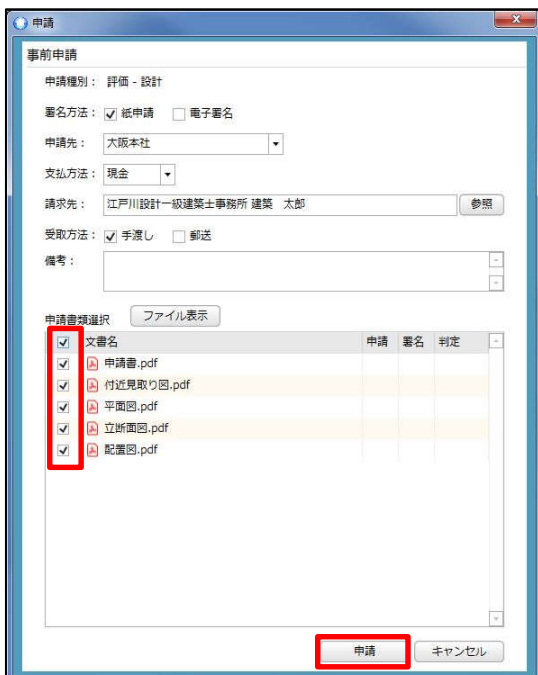 申請
事前申請
申請種別： 評価 - 設計
署名方法： 紙申請 電子署名
申請先： 大阪本社
支払方法： 現金
請求先： 江戸川設計一級建築士事務所 建築　太郎 参照
受取方法： 手渡し 郵送
備考：
申請書類選択 ファイル表示
文書名 申請 署名 判定
申請書.pdf
付近見取り図.pdf
平面図.pdf
立断面図.pdf
配置図.pdf
申請 キャンセル